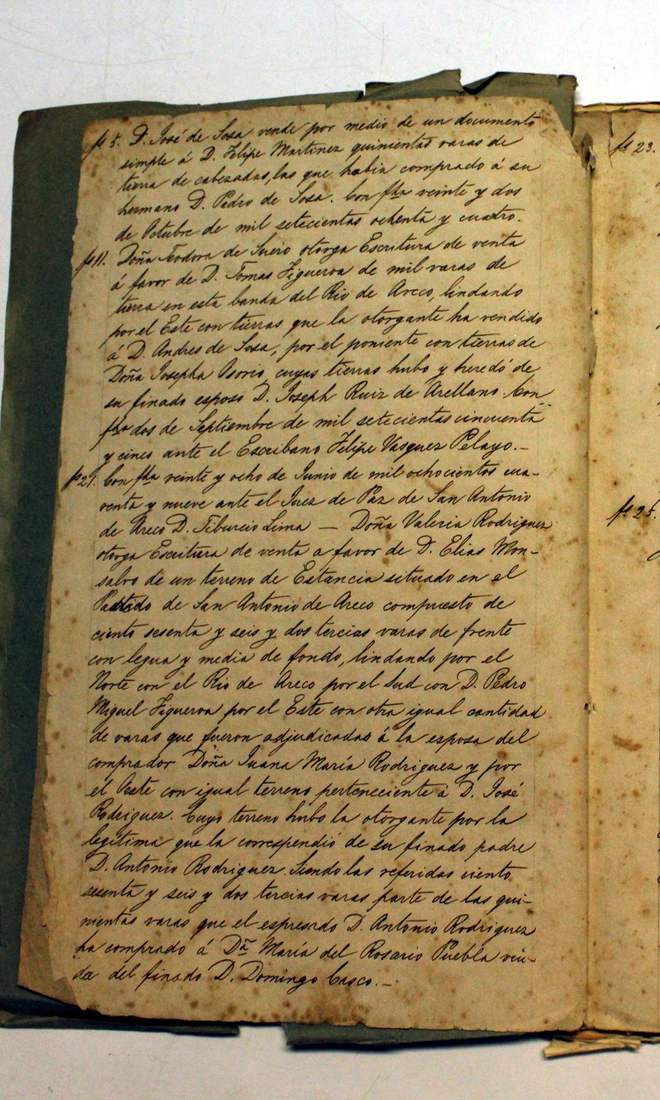 fs 5. D. José de Sosa vende por medio de un documento
simple á D. Felipe Martinez quinientas varas de
tierra de cabezadas, las que habia comprado á su
hermano D. Pedro de Sosa. Con fha veinte y dos
de Octubre de mil setecientos ochenta y cuatro.
fs 11. Doña Teodora de Suero otorga Escritura de venta
á favor de D. Tomas Figueroa de mil varas de
tierra en esta banda del Rio de Areco, lindando
por el Este con tierras que la otorgante ha vendido
á D. Andres de Sosa, por el poniente con tierras de
Doña Josepha Osorio, cuyas tierras hubo y heredó de
su finado esposo D. Joseph Ruiz de Arellano. Con
fha dos de Septiembre de mil setecientos cincuenta
y cinco ante el Escribano Felipe Vasquez Pelayo. —
fs 21. Con fha veinte y ocho de Junio de mil ochocientos cua-
renta y nueve ante el Juez de Paz de San Antonio
de Areco D. Tiburcio Lima — Doña Valeria Rodriguez
otorga Escritura de venta a favor de D. Elias Mon-
salvo de un terreno de Estancia situado en el
Partido de San Antonio de Areco compuesto de
ciento sesenta y seis y dos tercias varas de frente
con legua y media de fondo, lindando por el
Norte con el Rio de Areco por el Sud con D. Pedro
Miguel Figueroa por el Este con otra igual cantidad
de varas que fueron adjudicadas á la esposa del
comprador Doña Juana María Rodriguez y por
el Oeste con igual terreno perteneciente á D. José
Rodriguez. Cuyo terreno hubo la otorgante por la
legítima que la correspondió de su finado padre
D. Antonio Rodriguez. Siendo las referidas ciento
sesenta y seis y dos tercias varas parte de las qui-
nientas varas que el espresado D. Antonio Rodriguez
ha comprado á Dña María del Rosario Puebla viu-
da del finado D. Domingo Casco. —
fs 23.
fs 25.